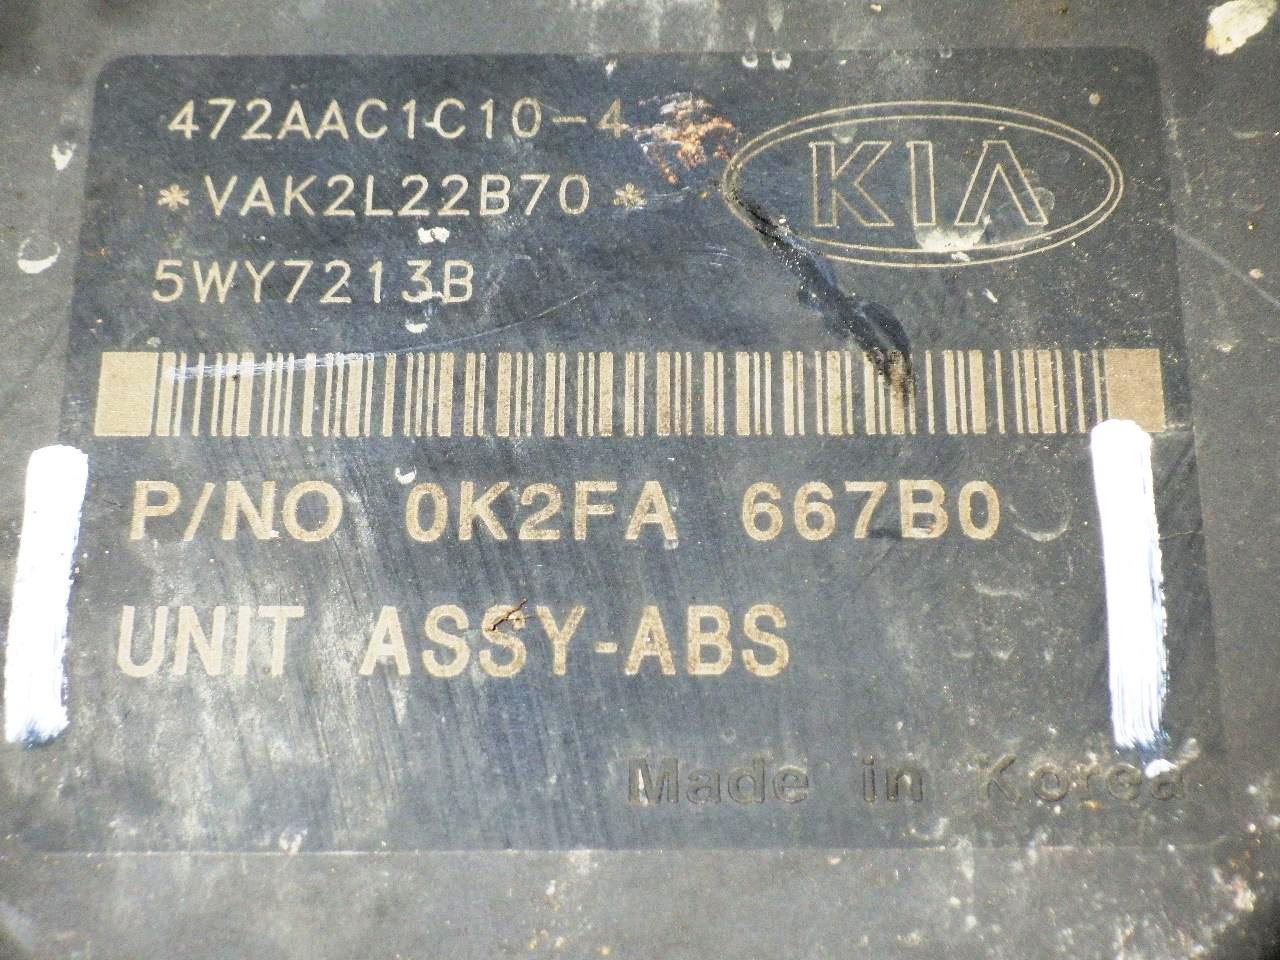 472AAC1C10-4
KIA
*VAK2L22B70*
5WY7213B
P/NO 0K2FA 667B0
UNIT ASSY-ABS
Made in Korea